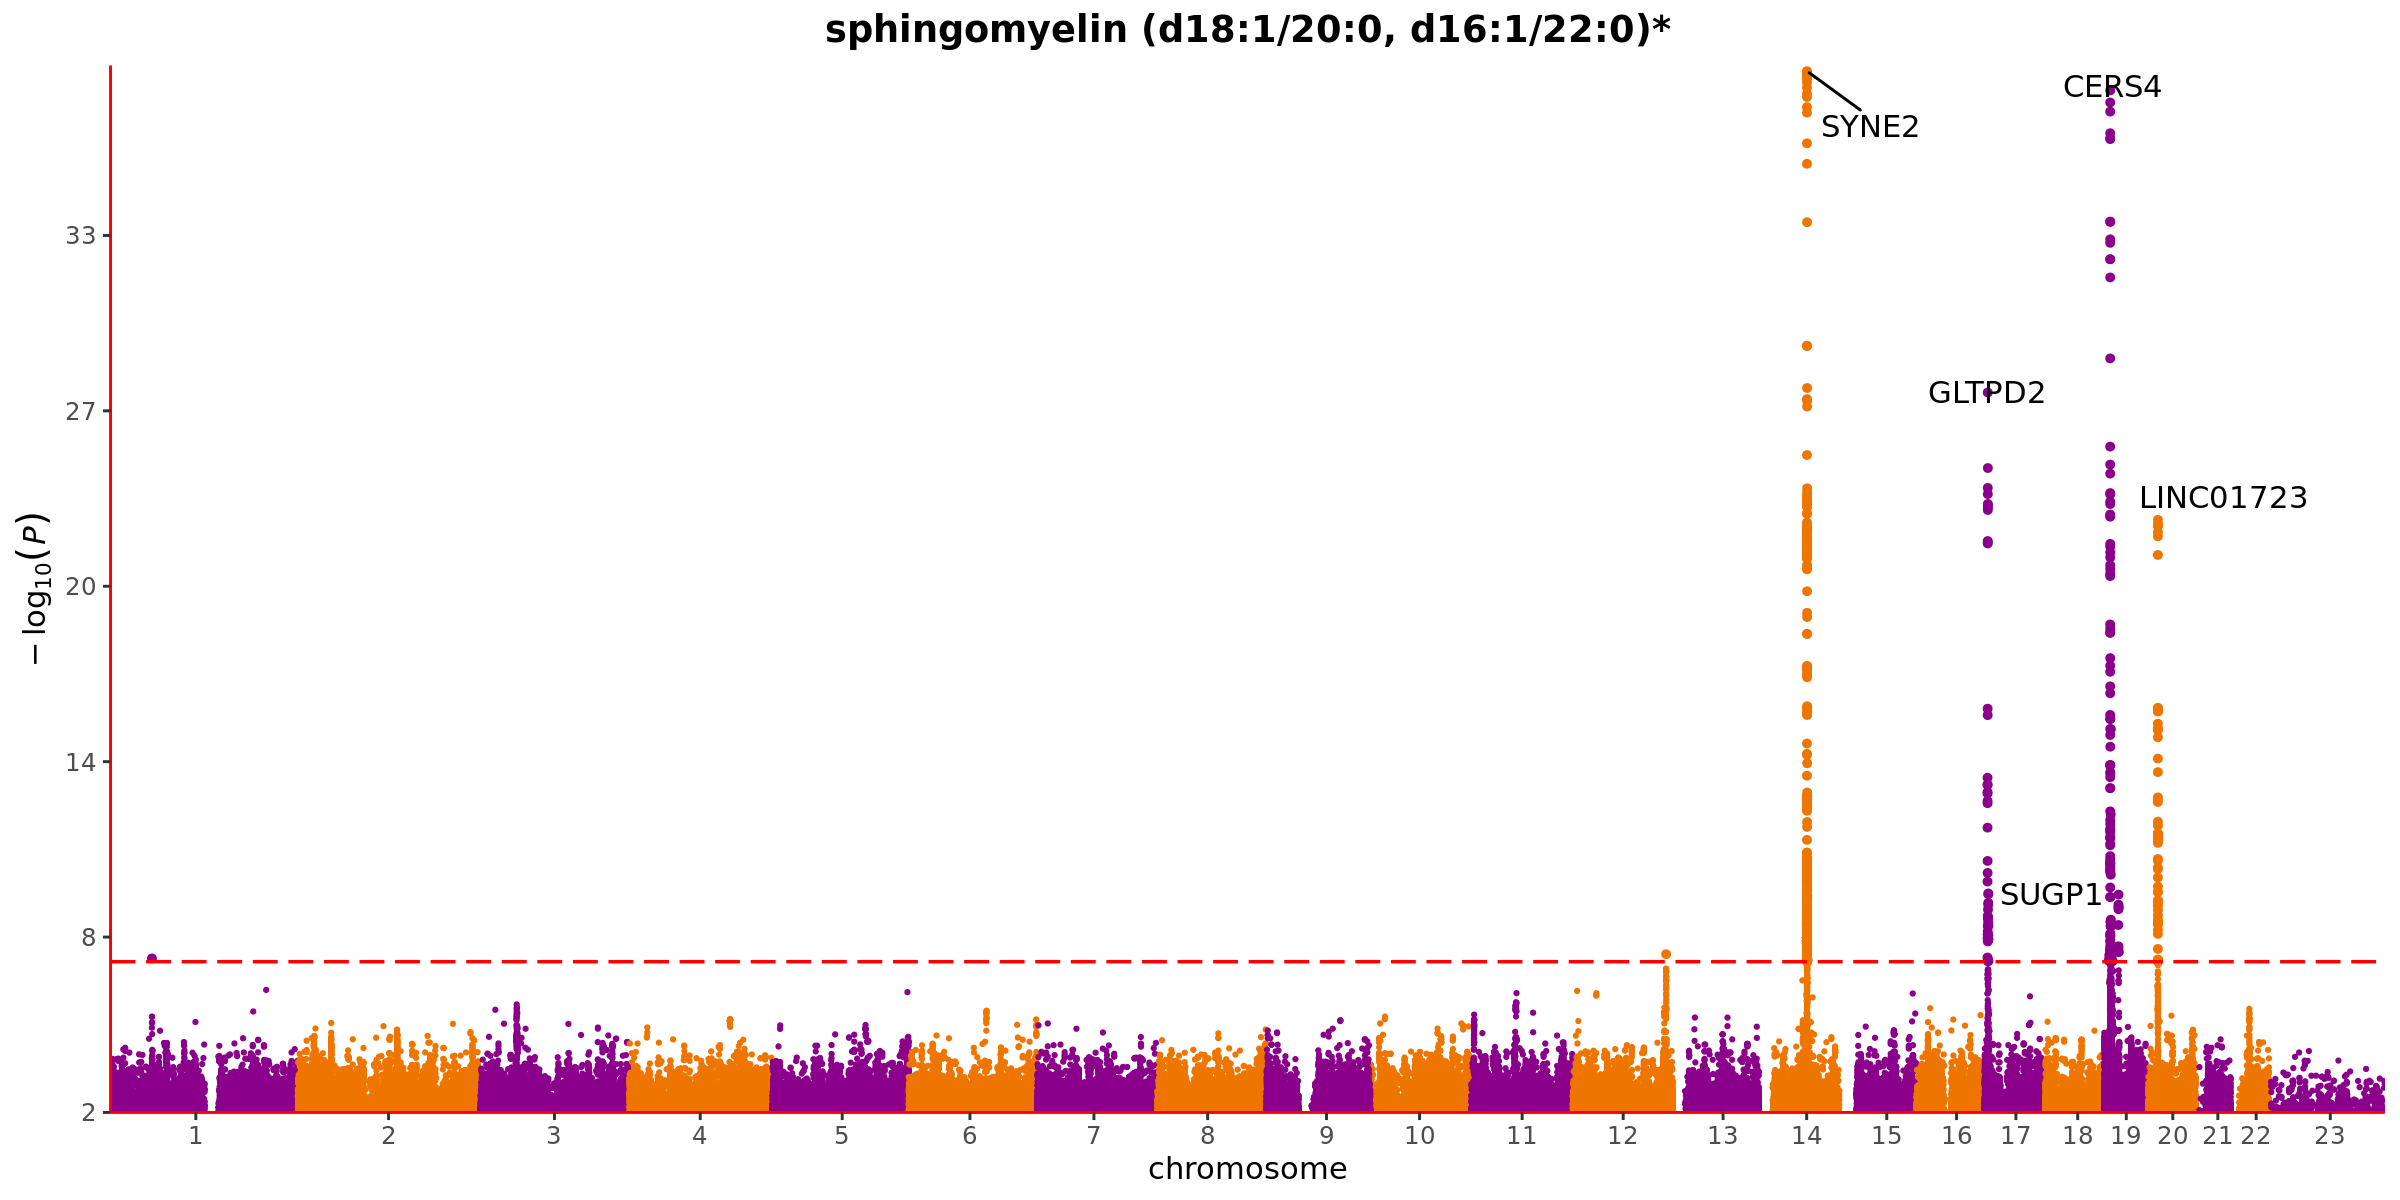 sphingomyelin (d18:1/20:0, d16:1/22:0)*
CERS4
SYNE2
33
27
GLTPD2
LINC01723
− log10(P)
20
14
SUGP1
8
2
1 2 3 4 5 6 7 8 9 10 11 12 13 14 15 16 17 18 19 20 21 22 23
chromosome